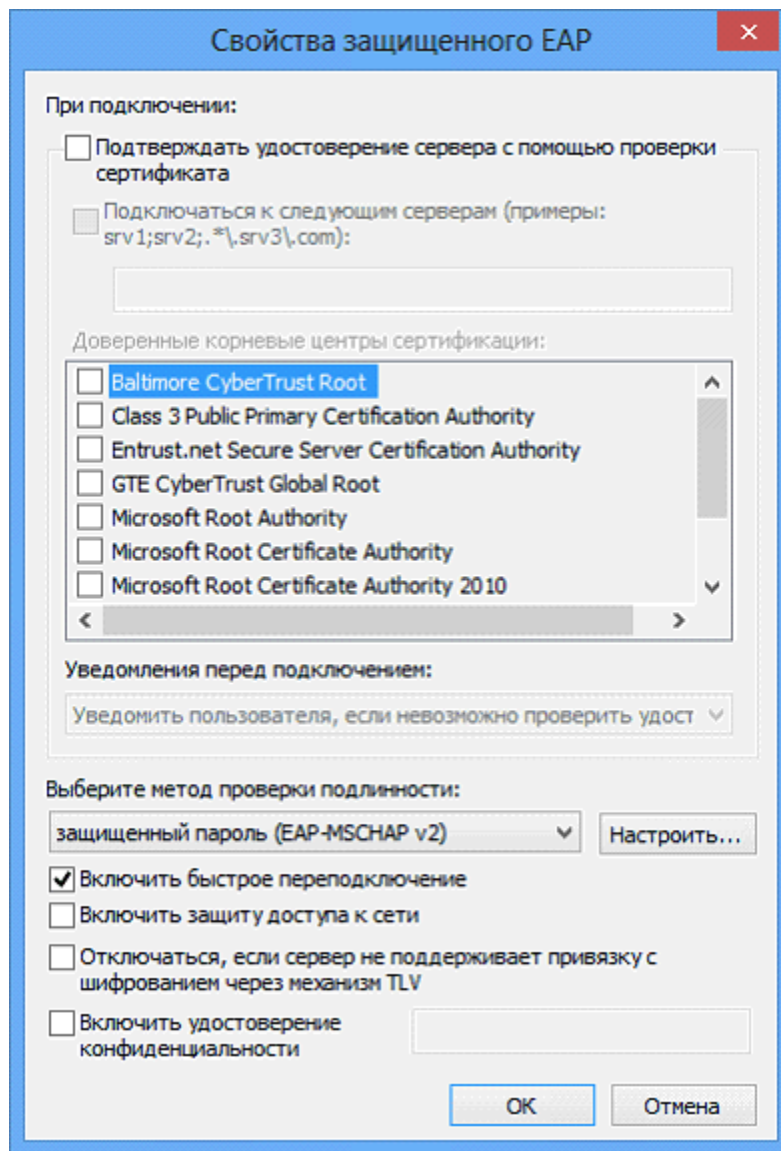 Свойства защищенного EAP
При подключении:
Подтверждать удостоверение сервера с помощью проверки
сертификата
Подключаться к следующим серверам (примеры:
srv1;srv2;.*\.srv3\.com):
Доверенные корневые центры сертификации:
Baltimore CyberTrust Root
Class 3 Public Primary Certification Authority
Entrust.net Secure Server Certification Authority
GTE CyberTrust Global Root
Microsoft Root Authority
Microsoft Root Certificate Authority
Microsoft Root Certificate Authority 2010
Уведомления перед подключением:
Уведомить пользователя, если невозможно проверить удост
Выберите метод проверки подлинности:
защищенный пароль (EAP-MSCHAP v2)
Настроить...
Включить быстрое переподключение
Включить защиту доступа к сети
Отключаться, если сервер не поддерживает привязку с
шифрованием через механизм TLV
Включить удостоверение
конфиденциальности
ОК
Отмена